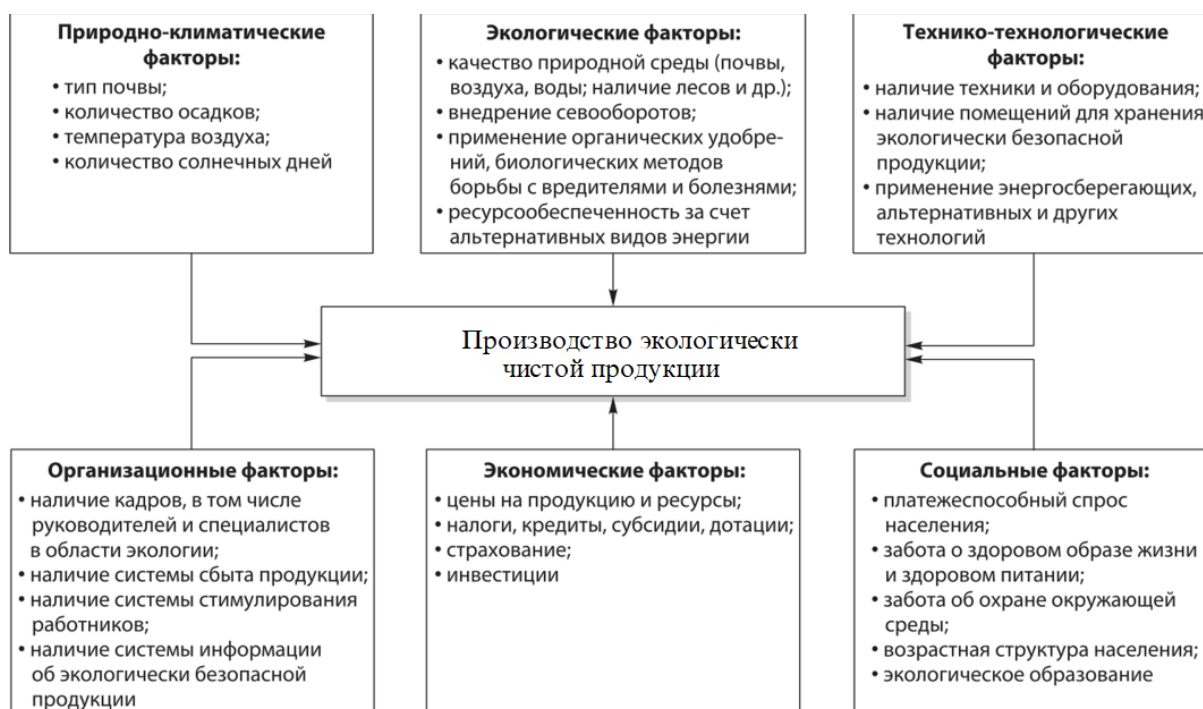 Природно-климатические
факторы:
• тип почвы;
• количество осадков;
• температура воздуха;
• количество солнечных дней
Экологические факторы:
• качество природной среды (почвы,
воздуха, воды; наличие лесов и др.);
• внедрение севооборотов;
• применение органических удобре-
ний, биологических методов
борьбы с вредителями и болезнями;
• ресурсообеспеченность за счет
альтернативных видов энергии
Технико-технологические
факторы:
• наличие техники и оборудования;
• наличие помещений для хранения
экологически безопасной
продукции;
• применение энергосберегающих,
альтернативных и других
технологий
Производство экологически
чистой продукции
Организационные факторы:
• наличие кадров, в том числе
руководителей и специалистов
в области экологии;
• наличие системы сбыта продукции;
• наличие системы стимулирования
работников;
• наличие системы информации
об экологически безопасной
продукции
Экономические факторы:
• цены на продукцию и ресурсы;
• налоги, кредиты, субсидии, дотации;
• страхование;
• инвестиции
Социальные факторы:
• платежеспособный спрос
населения;
• забота о здоровом образе жизни
и здоровом питании;
• забота об охране окружающей
среды;
• возрастная структура населения;
• экологическое образование